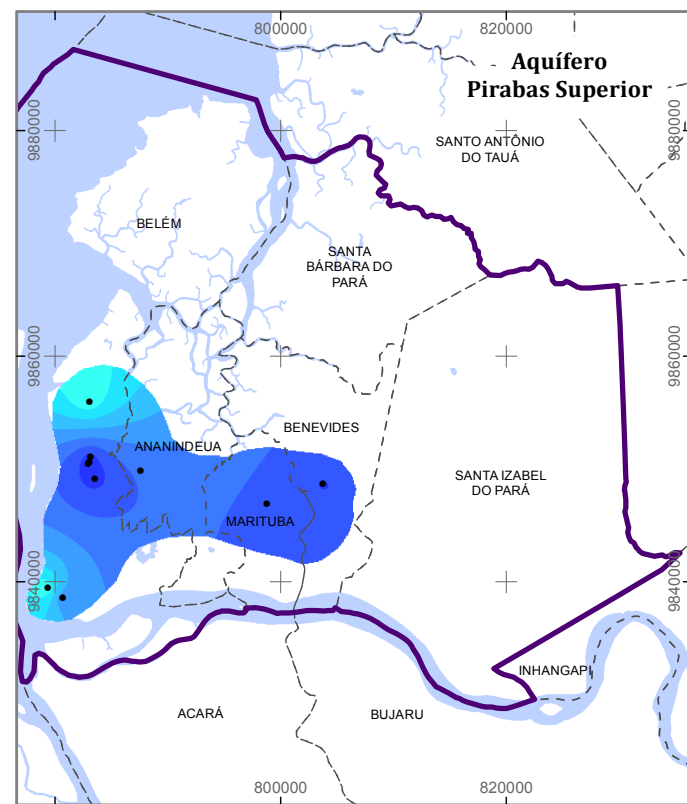 800000
820000
Aquífero
Pirabas Superior
9880000
9880000
SANTO ANTÔNIO
DO TAUÁ
BELÉM
SANTA
BÁRBARA DO
PARÁ
9860000
9860000
BENEVIDES
ANANINDEUA
SANTA IZABEL
DO PARÁ
MARITUBA
9840000
9840000
INHANGAPI
ACARÁ
BUJARU
800000
820000